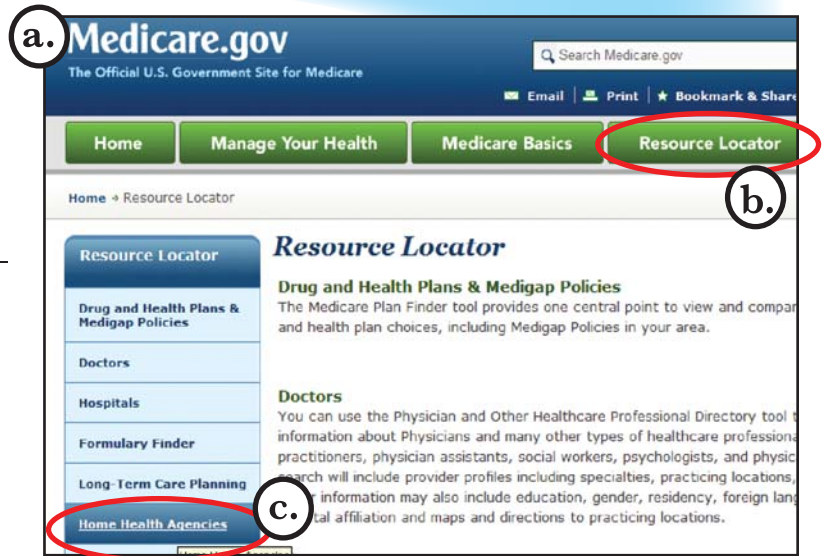 a.
Medicare.gov
The Official U.S. Government Site for Medicare
Search Medicare.gov
Email | Print | Bookmark & Share
Home
Manage Your Health
Medicare Basics
Resource Locator
b.
Home → Resource Locator
Resource Locator
Drug and Health Plans &
Medigap Policies
Doctors
Hospitals
Formulary Finder
Long-Term Care Planning
Home Health Agencies
c.
Resource Locator
Drug and Health Plans & Medigap Policies
The Medicare Plan Finder tool provides one central point to view and compar
and health plan choices, including Medigap Policies in your area.
Doctors
You can use the Physician and Other Healthcare Professional Directory tool
information about Physicians and many other types of healthcare professiona
practitioners, physician assistants, social workers, psychologists, and physic
search will include provider profiles including specialties, practicing locations,
information may also include education, gender, residency, foreign lang
affiliation and maps and directions to practicing locations.